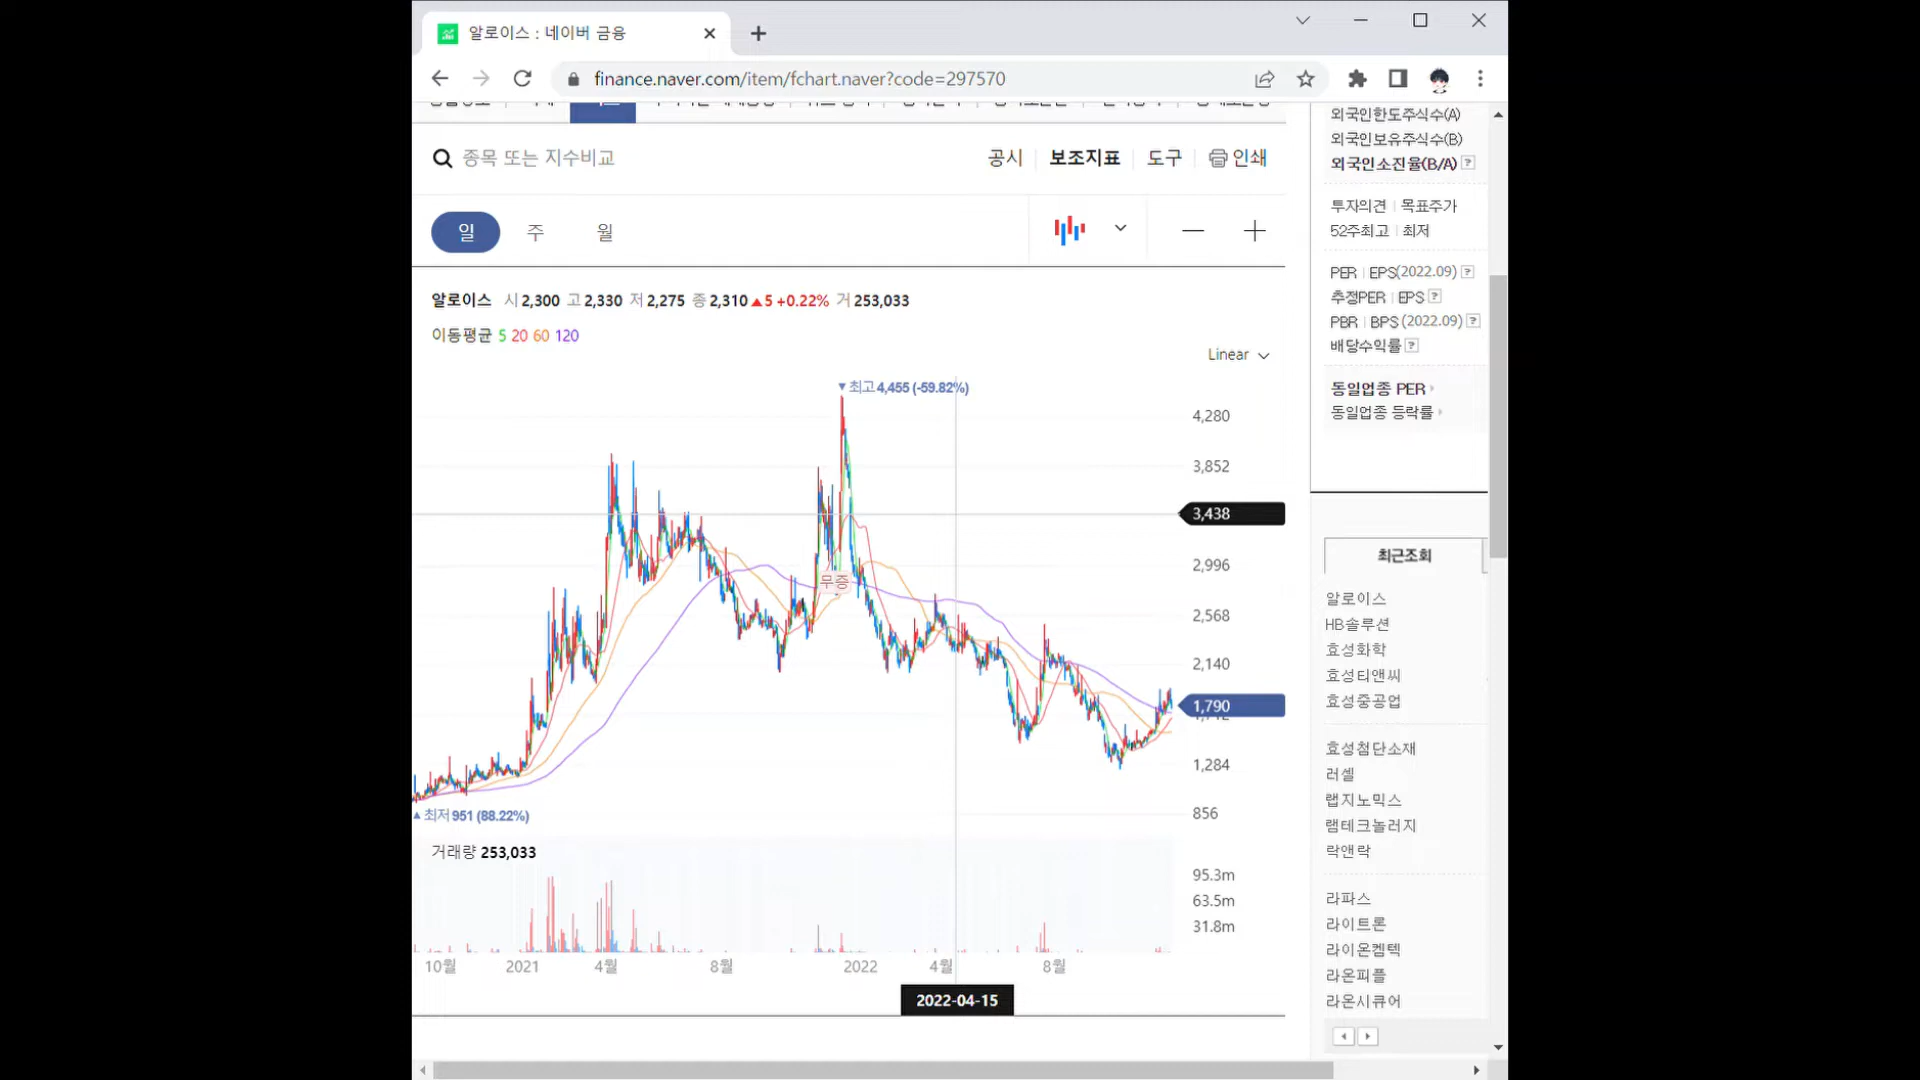 알로이스 : 네이버 금융
finance.naver.com/item/fchart.naver?code=297570
종목 또는 지수비교
공시 보조지표 도구 인쇄
일 주 월
알로이스 시 2,300 고 2,330 저 2,275 종 2,310 ▲5 +0.22% 거 253,033
이동평균 5 20 60 120
Linear
▼최고 4,455 (-59.82%)
4,280
3,852
3,438
2,996
무증
2,568
2,140
1,790
1,712
1,284
856
▲최저 951 (88.22%)
거래량 253,033
95.3m
63.5m
31.8m
10월 2021 4월 8월 2022 4월 8월
2022-04-15
외국인한도주식수(A)
외국인보유주식수(B)
외국인소진율(B/A) ?
투자의견 | 목표주가
52주최고 | 최저
PER | EPS(2022.09) ?
추정PER | EPS ?
PBR | BPS (2022.09) ?
배당수익률 ?
동일업종 PER
동일업종 등락률
최근조회
알로이스
HB솔루션
효성화학
효성티앤씨
효성중공업
효성첨단소재
러셀
랩지노믹스
램테크놀러지
락앤락
라파스
라이트론
라이온켐텍
라온피플
라온시큐어